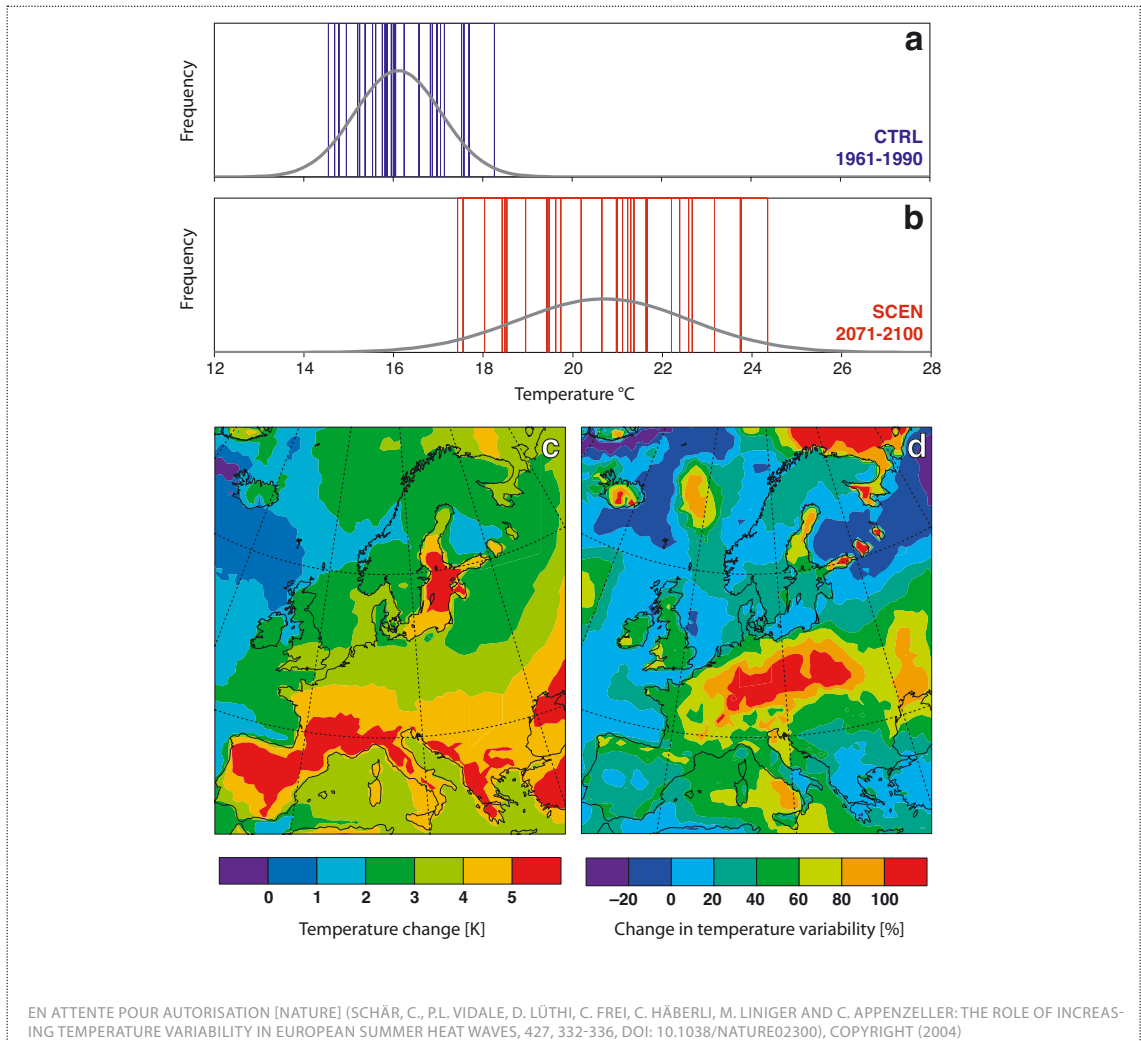 a
Frequency
CTRL
1961-1990
b
Frequency
SCEN
2071-2100
12 14 16 18 20 22 24 26 28
Temperature °C
c
d
0 1 2 3 4 5
Temperature change [K]
–20 0 20 40 60 80 100
Change in temperature variability [%]
EN ATTENTE POUR AUTORISATION [NATURE] (SCHÄR, C., P.L. VIDALE, D. LÜTHI, C. FREI, C. HÄBERLI, M. LINIGER AND C. APPENZELLER: THE ROLE OF INCREAS-
ING TEMPERATURE VARIABILITY IN EUROPEAN SUMMER HEAT WAVES, 427, 332-336, DOI: 10.1038/NATURE02300), COPYRIGHT (2004)